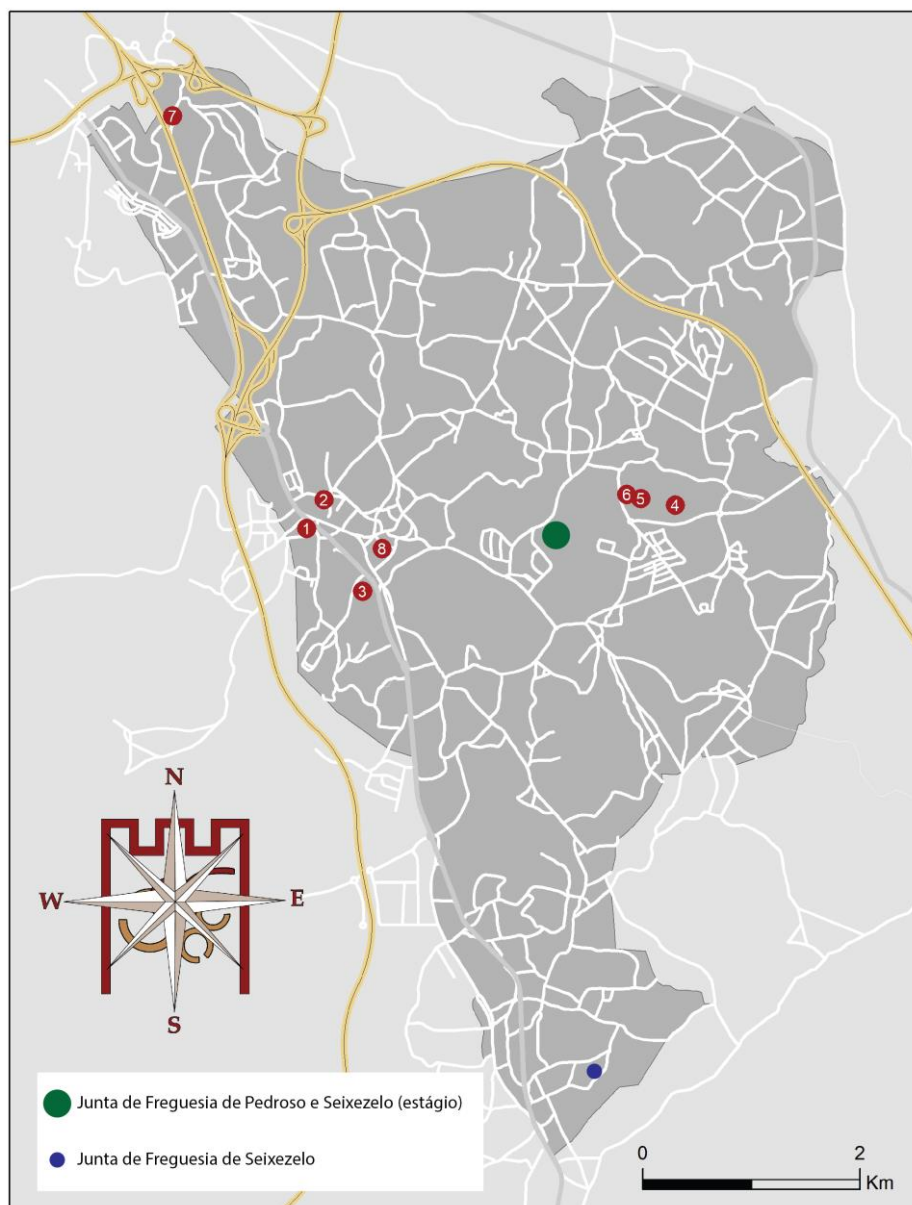 7
2
1
8
3
6
5
4
N
W
E
S
Junta de Freguesia de Pedroso e Seixezelo (estágio)
Junta de Freguesia de Seixezelo
0 2
Km